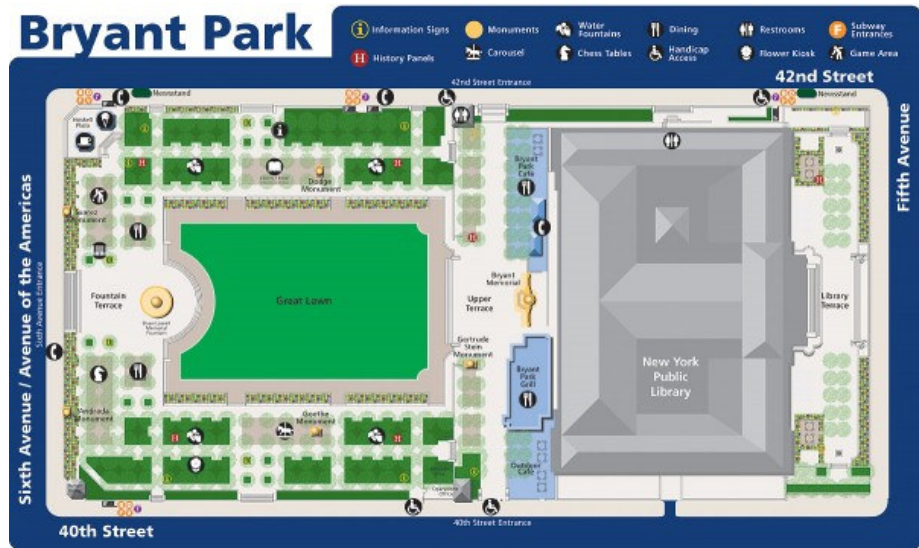 Bryant Park
Information Signs
Monuments
Water
Fountains
Dining
Restrooms
Subway
Entrances
History Panels
Carousel
Chess Tables
Handicap
Access
Flower Kiosk
Game Area
42nd Street Entrance
42nd Street
Newsstand
Newsstand
Sixth Avenue / Avenue of the Americas
Sixth Avenue Entrance
Fifth Avenue
Bryant
Park
Cafe
Dodge
Monument
Monument
Fountain
Terrace
Great Lawn
Bryant
Memorial
Upper
Terrace
Library
Terrace
Gertrude
Stein
Monument
Bryant
Park
Grill
New York
Public
Library
Monument
Goethe
Monument
Outdoor
Cafe
Office
40th Street
40th Street Entrance